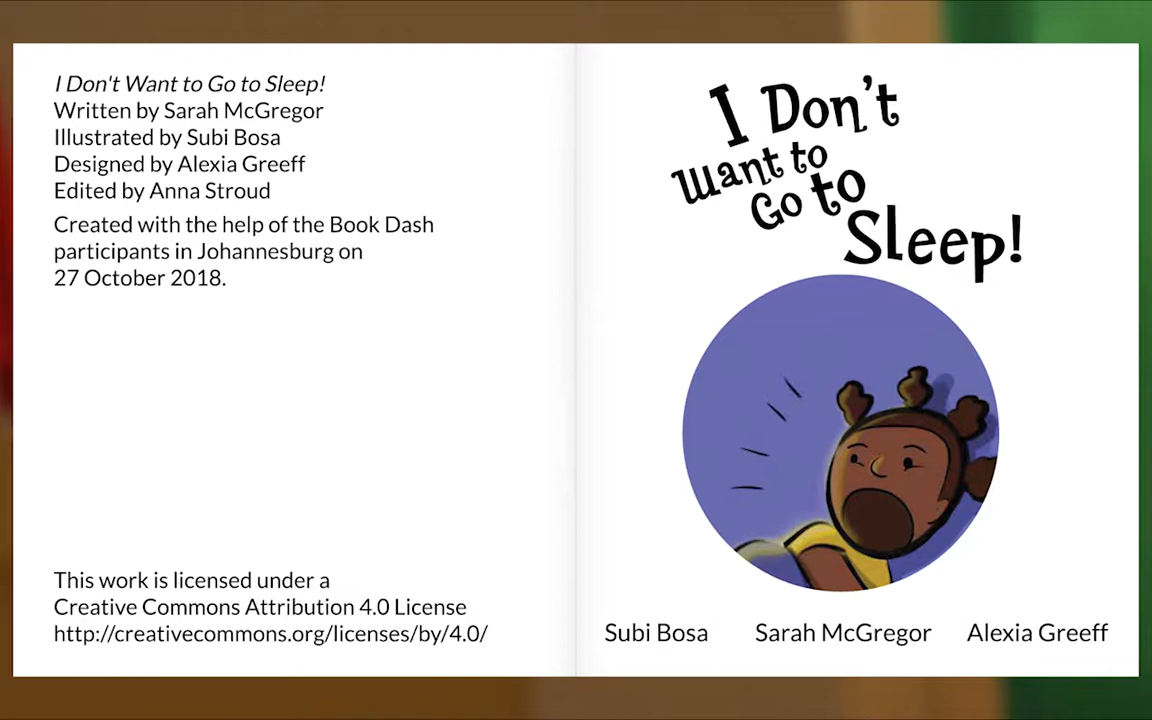 I Don't Want to Go to Sleep!
Written by Sarah McGregor
Illustrated by Subi Bosa
Designed by Alexia Greeff
Edited by Anna Stroud
Created with the help of the Book Dash
participants in Johannesburg on
27 October 2018.
This work is licensed under a
Creative Commons Attribution 4.0 License
http://creativecommons.org/licenses/by/4.0/
I Don't
Want to
Go to
Sleep!
Subi Bosa Sarah McGregor Alexia Greeff